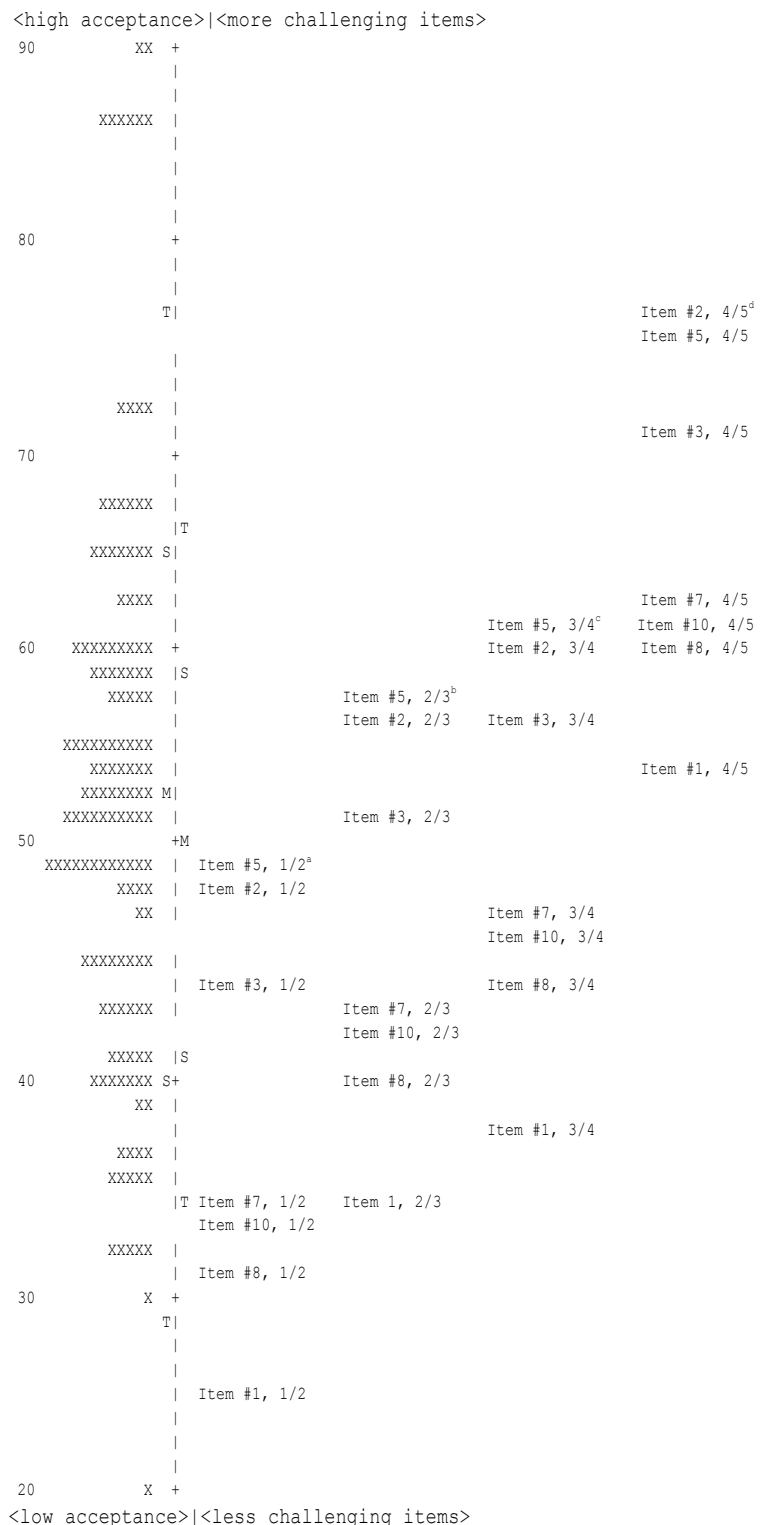 <high acceptance>|<more challenging items>
90 XX +
|
|
XXXXXX |
|
|
|
|
80 +
|
|
T| Item #2, 4/5d
Item #5, 4/5
|
|
XXXX |
| Item #3, 4/5
70 +
|
XXXXXX |
|T
XXXXXXX S|
|
XXXX | Item #7, 4/5
| Item #5, 3/4c Item #10, 4/5
60 XXXXXXXXX + Item #2, 3/4 Item #8, 4/5
XXXXXXX |S
XXXXX | Item #5, 2/3b
| Item #2, 2/3 Item #3, 3/4
XXXXXXXXXX |
XXXXXXX | Item #1, 4/5
XXXXXXXX M|
XXXXXXXXXX | Item #3, 2/3
50 +M
XXXXXXXXXXXX | Item #5, 1/2a
XXXX | Item #2, 1/2
XX | Item #7, 3/4
Item #10, 3/4
XXXXXXXX |
| Item #3, 1/2 Item #8, 3/4
XXXXXX | Item #7, 2/3
Item #10, 2/3
XXXXX |S
40 XXXXXXX S+ Item #8, 2/3
XX |
| Item #1, 3/4
XXXX |
XXXXX |
|T Item #7, 1/2 Item 1, 2/3
Item #10, 1/2
XXXXX |
| Item #8, 1/2
30 X +
T|
|
|
| Item #1, 1/2
|
|
|
20 X +
<low acceptance>|<less challenging items>